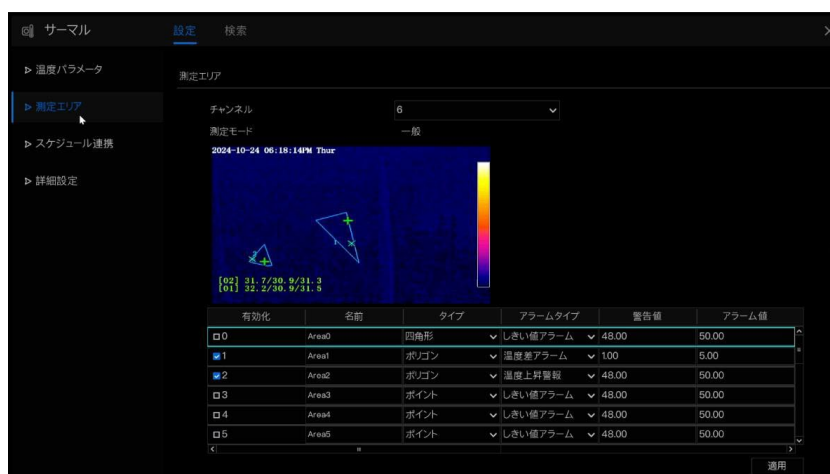 サーマル 設定 検索
温度パラメータ
測定エリア
測定エリア
スケジュール連携
詳細設定
チャンネル 6
測定モード 一般
2024-10-24 06:18:14PM Thur
1
2
[02] 31.7/30.9/31.3
[01] 32.2/30.9/31.5
有効化 名前 タイプ アラームタイプ 警告値 アラーム値
0 Area0 四角形 しきい値アラーム 48.00 50.00
1 Area1 ポリゴン 温度差アラーム 1.00 5.00
2 Area2 ポリゴン 温度上昇警報 48.00 50.00
3 Area3 ポイント しきい値アラーム 48.00 50.00
4 Area4 ポイント しきい値アラーム 48.00 50.00
5 Area5 ポイント しきい値アラーム 48.00 50.00
適用